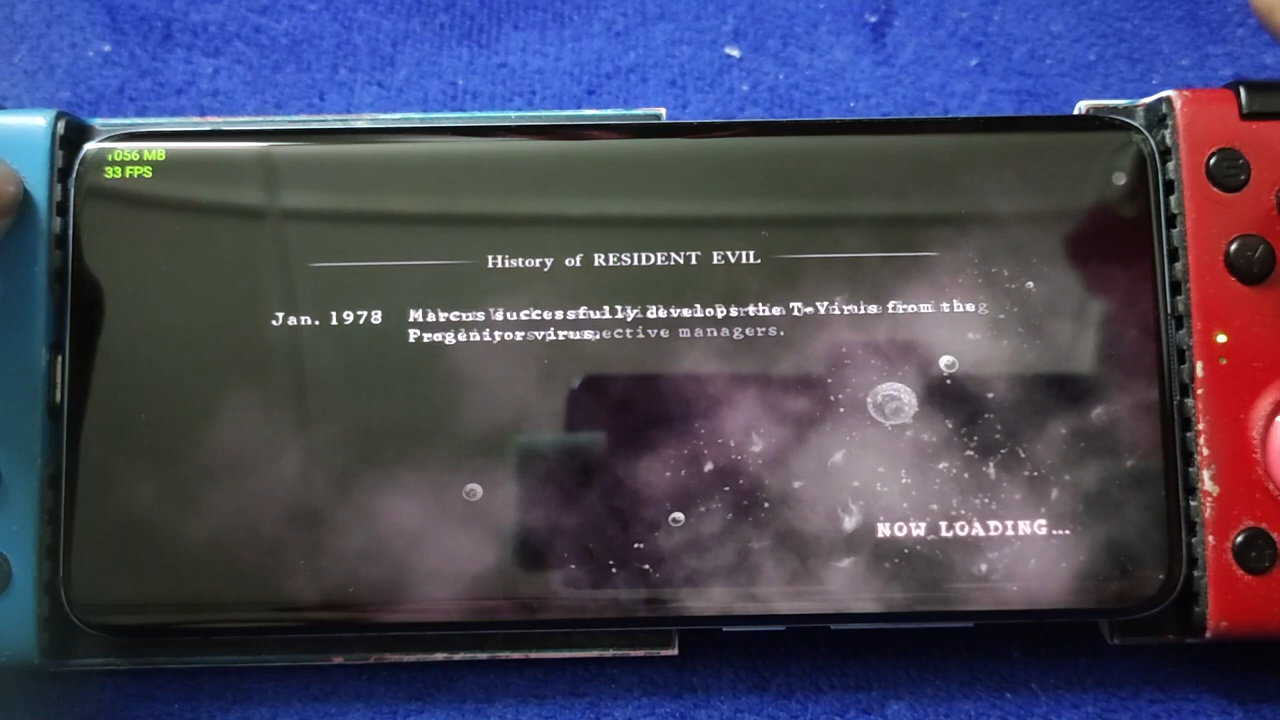 1056 MB
33 FPS
History of RESIDENT EVIL
Jan. 1978 Marcus successfully develops the T-Virus from the
Progenitor virus.
managers.
NOW LOADING...
S
Y